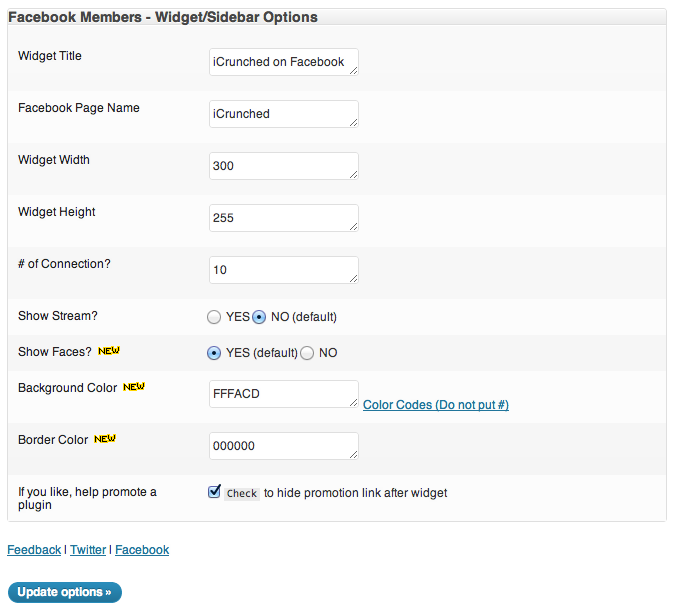 Facebook Members - Widget/Sidebar Options
Widget Title
iCrunched on Facebook
Facebook Page Name
iCrunched
Widget Width
300
Widget Height
255
# of Connection?
10
Show Stream?
YES NO (default)
Show Faces? NEW
YES (default) NO
Background Color NEW
FFFACD
Color Codes (Do not put #)
Border Color NEW
000000
If you like, help promote a
plugin
Check to hide promotion link after widget
Feedback | Twitter | Facebook
Update options »